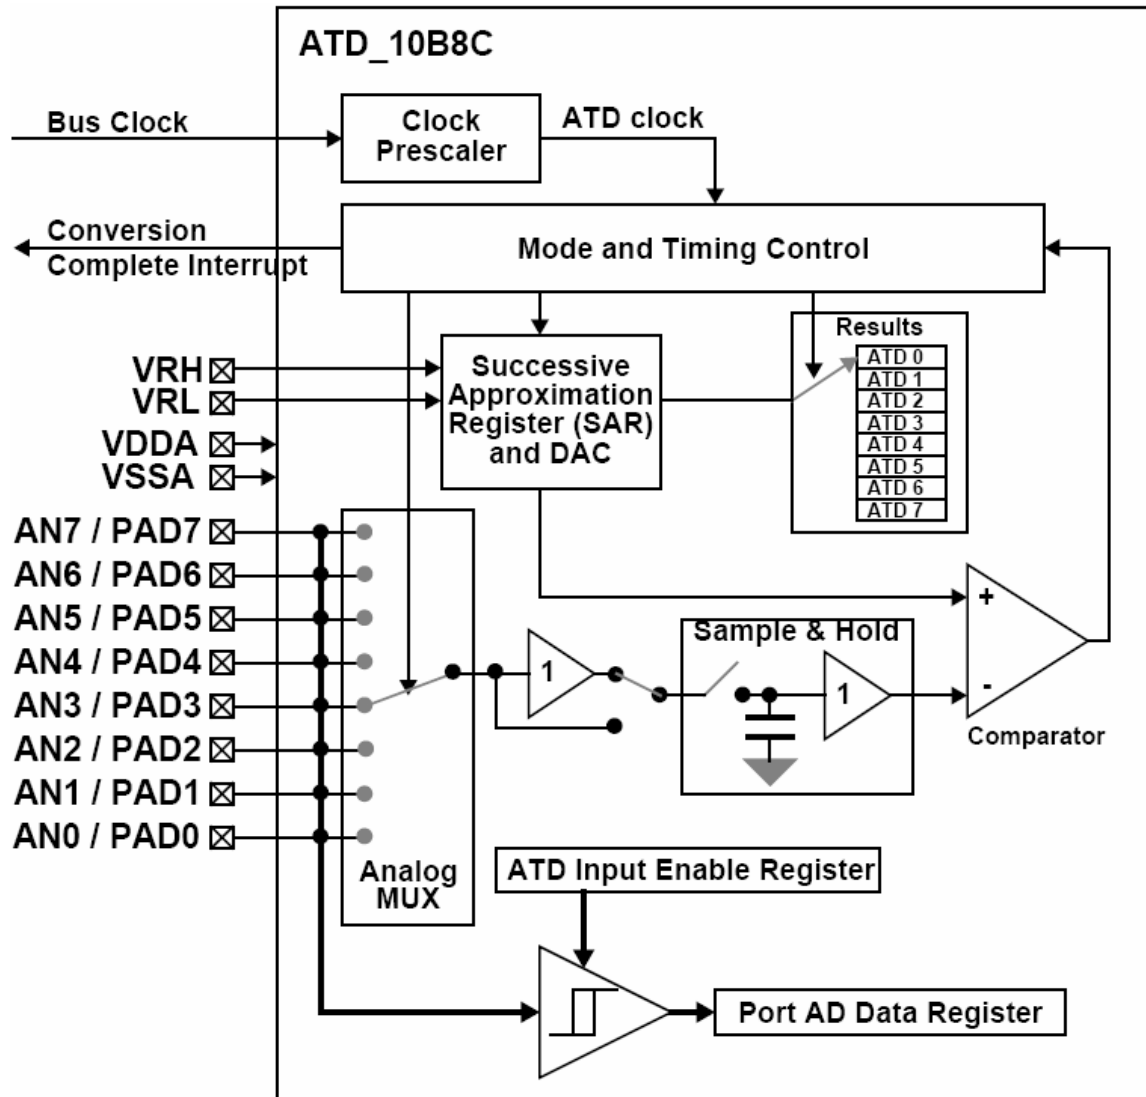 ATD_10B8C
Bus Clock
Clock
Prescaler
ATD clock
Conversion
Complete Interrupt
Mode and Timing Control
Results
ATD 0
ATD 1
ATD 2
ATD 3
ATD 4
ATD 5
ATD 6
ATD 7
VRH
VRL
VDDA
VSSA
Successive
Approximation
Register (SAR)
and DAC
AN7 / PAD7
AN6 / PAD6
AN5 / PAD5
AN4 / PAD4
AN3 / PAD3
AN2 / PAD2
AN1 / PAD1
AN0 / PAD0
Analog
MUX
1
Sample & Hold
1
+
-
Comparator
ATD Input Enable Register
Port AD Data Register